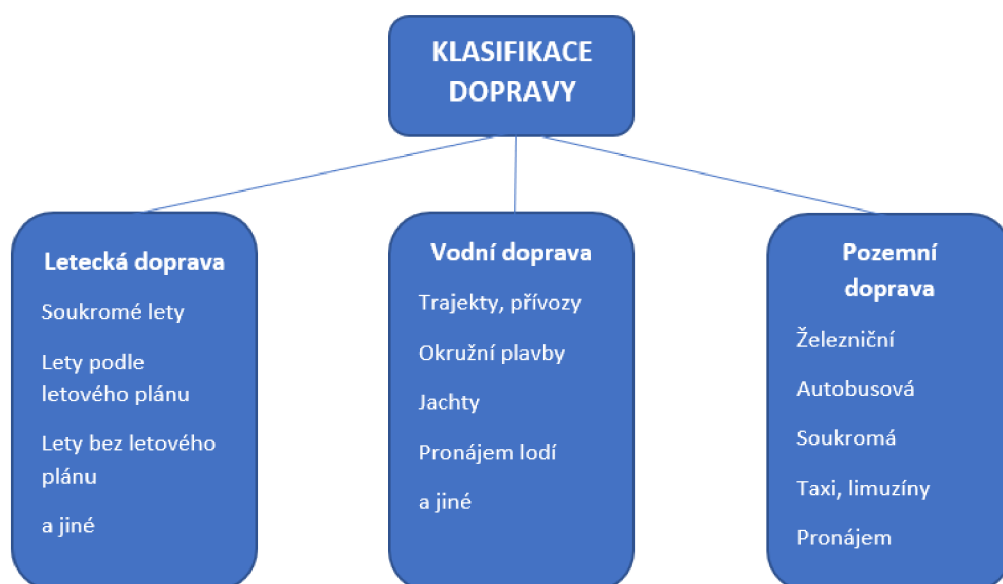 KLASIFIKACE
DOPRAVY
Letecká doprava
Soukromé lety
Lety podle
letového plánu
Lety bez letového
plánu
a jiné
Vodní doprava
Trajekty, přívozy
Okružní plavby
Jachty
Pronájem lodí
a jiné
Pozemní
doprava
Železniční
Autobusová
Soukromá
Taxi, limuzíny
Pronájem